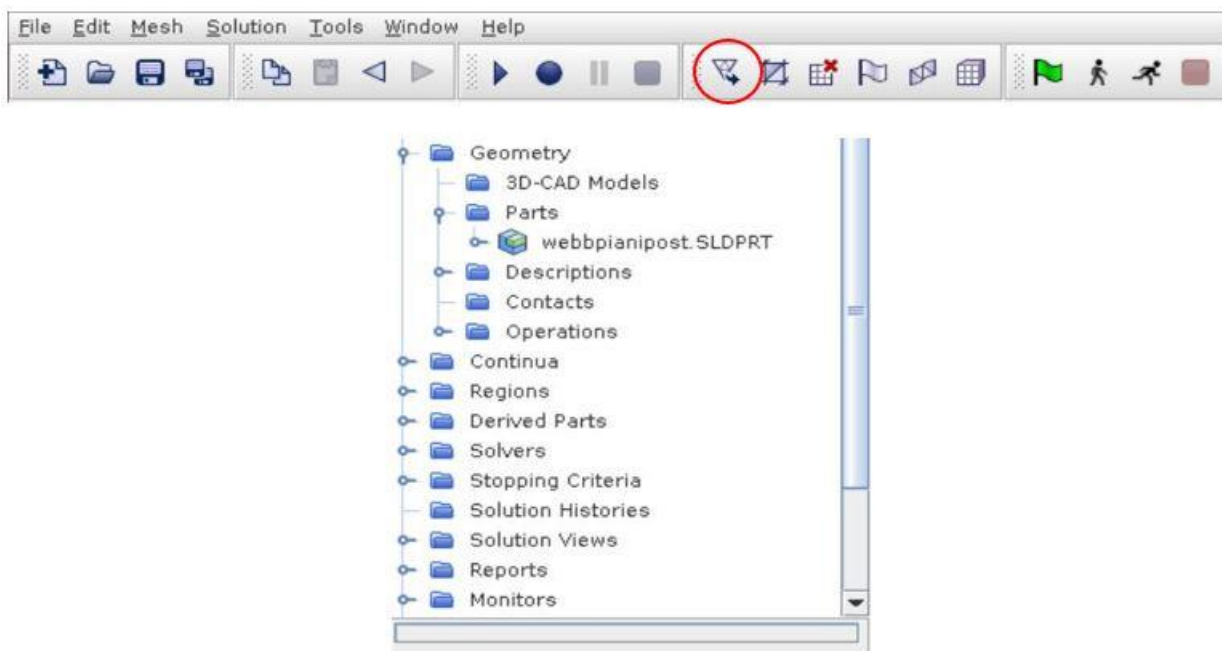 File Edit Mesh Solution Tools Window Help
Geometry
3D-CAD Models
Parts
webbpianipost.SLDPRT
Descriptions
Contacts
Operations
Continua
Regions
Derived Parts
Solvers
Stopping Criteria
Solution Histories
Solution Views
Reports
Monitors